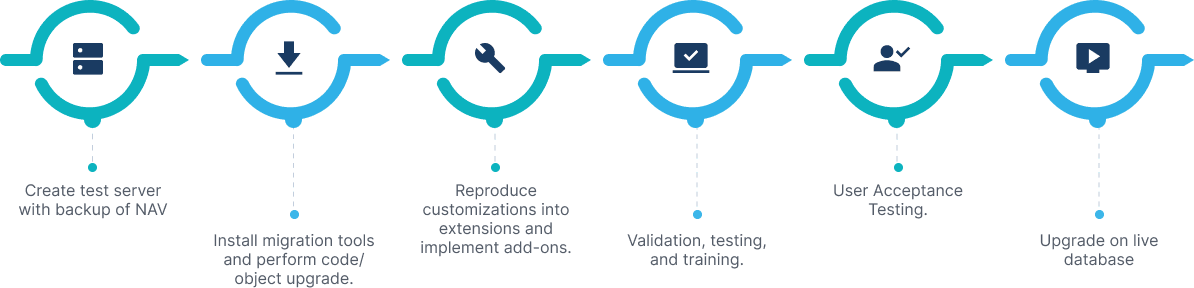 Create test server
with backup of NAV
Install migration tools
and perform code/
object upgrade.
Reproduce
customizations into
extensions and
implement add-ons.
Validation, testing,
and training.
User Acceptance
Testing.
Upgrade on live
database